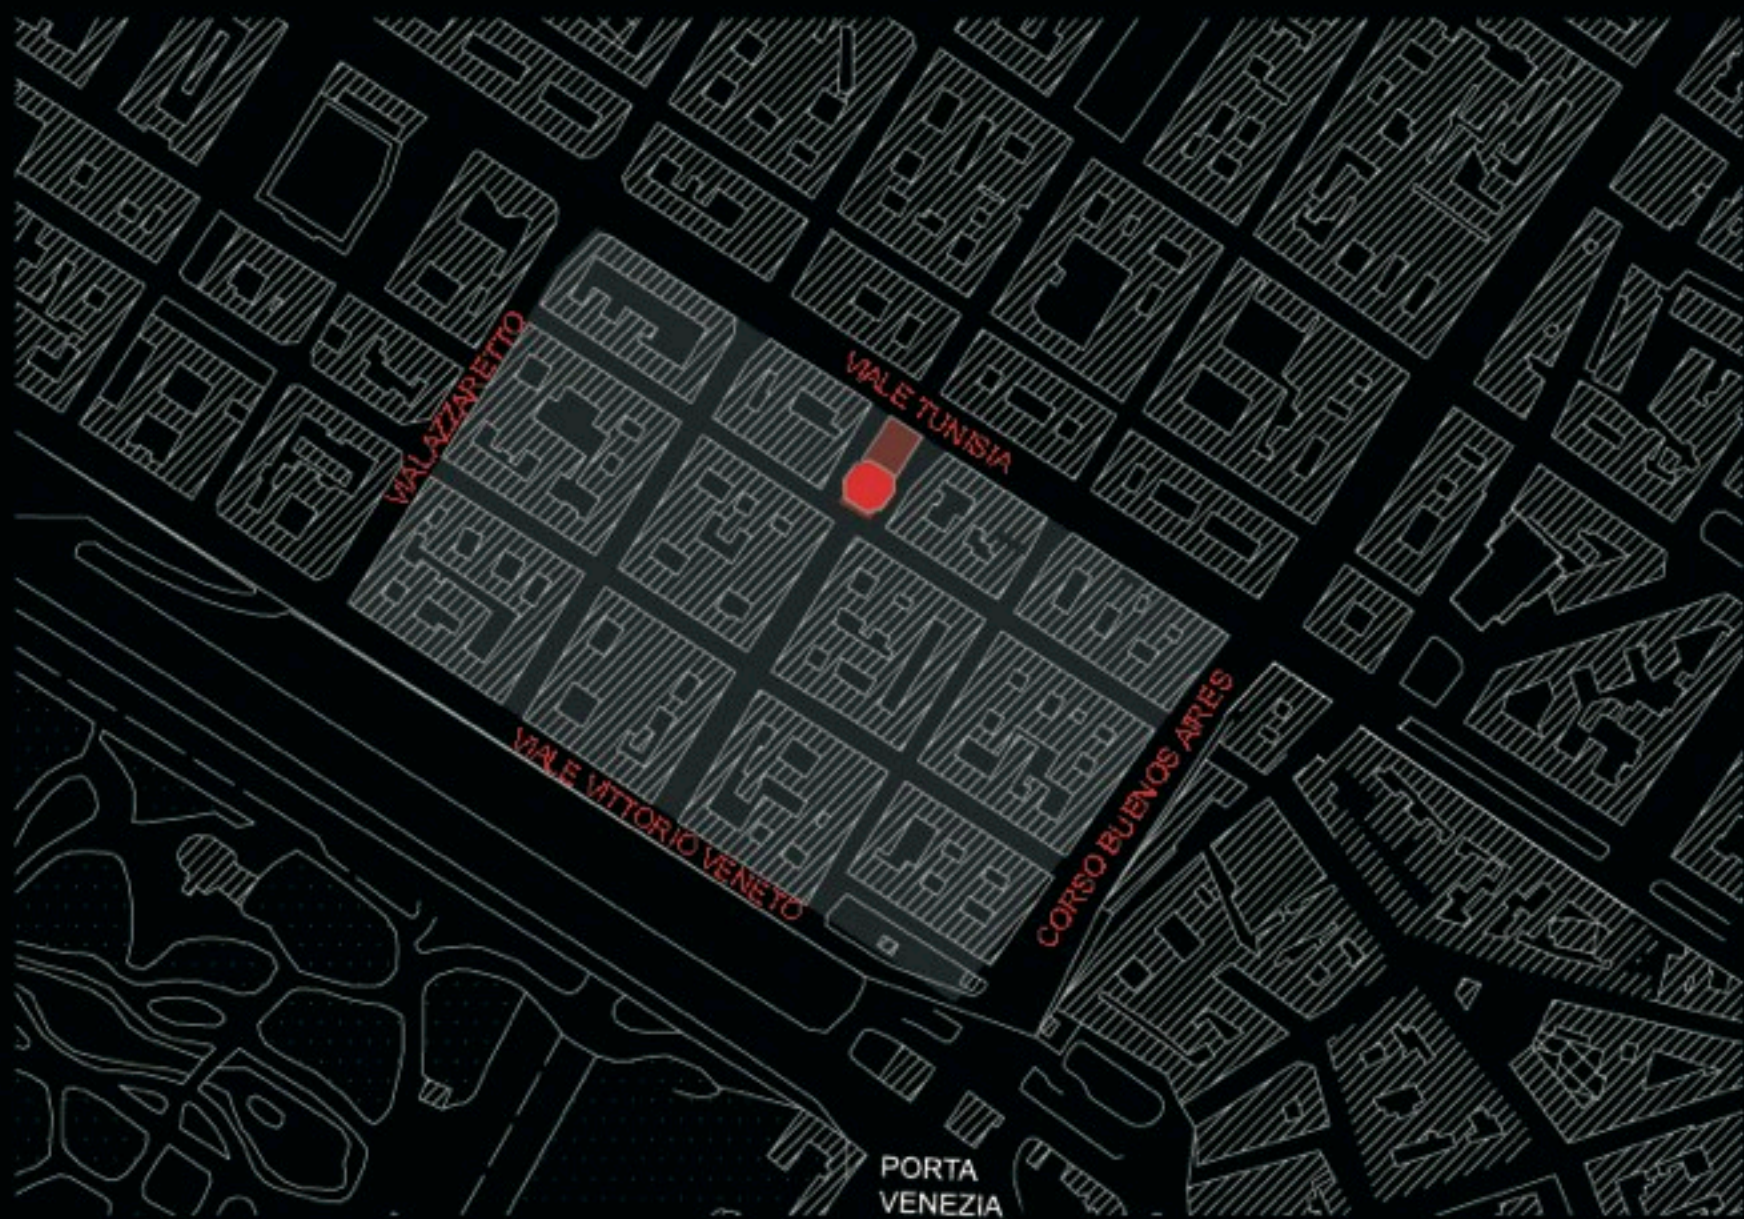 VIALE TUNISIA
VIALAZZARETTO
CORSO BUENOS AIRES
VIALE VITTORIO VENETO
PORTA
VENEZIA